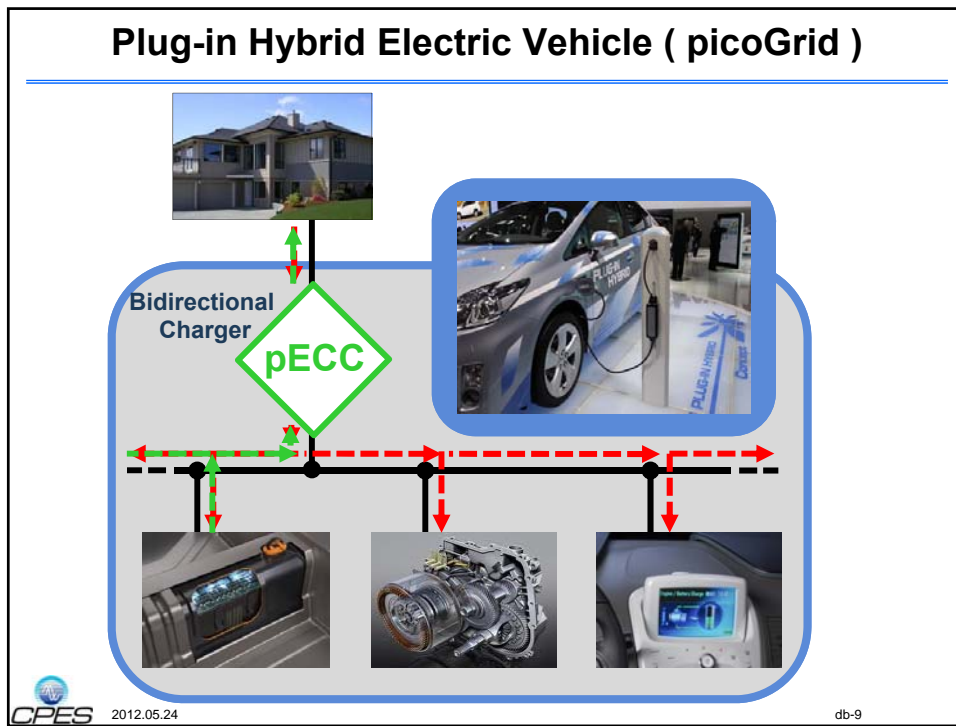 Plug-in Hybrid Electric Vehicle ( picoGrid )
Bidirectional
Charger
pECC
PLUG-IN
HYBRID
PLUG-IN HYBRID
Concept
CPES
2012.05.24
db-9